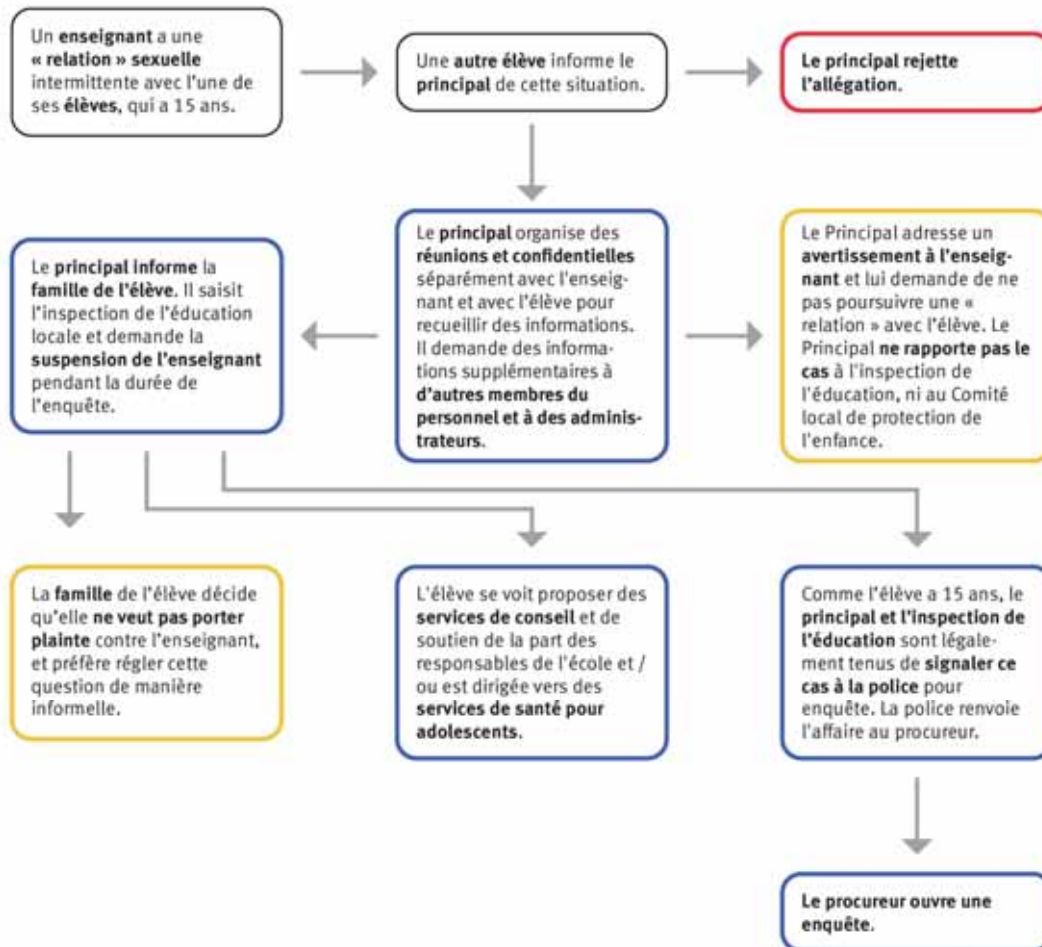 Un enseignant a une
« relation » sexuelle
intermittente avec l'une de
ses élèves, qui a 15 ans.
Une autre élève informe le
principal de cette situation.
Le principal rejette
l'allégation.
Le principal informe la
famille de l'élève. Il saisit
l'inspection de l'éducation
locale et demande la
suspension de l'enseignant
pendant la durée de
l'enquête.
Le principal organise des
réunions et confidentielles
séparément avec l'enseig-
nant et avec l'élève pour
recueillir des informations.
Il demande des informa-
tions supplémentaires à
d'autres membres du
personnel et à des adminis-
trateurs.
Le Principal adresse un
avertissement à l'enseig-
nant et lui demande de ne
pas poursuivre une «
relation » avec l'élève. Le
Principal ne rapporte pas le
cas à l'inspection de
l'éducation, ni au Comité
local de protection de
l'enfance.
La famille de l'élève décide
qu'elle ne veut pas porter
plainte contre l'enseignant,
et préfère régler cette
question de manière
informelle.
L'élève se voit proposer des
services de conseil et de
soutien de la part des
responsables de l'école et /
ou est dirigée vers des
services de santé pour
adolescents.
Comme l'élève a 15 ans, le
principal et l'inspection de
l'éducation sont légale-
ment tenus de signaler ce
cas à la police pour
enquête. La police renvoie
l'affaire au procureur.
Le procureur ouvre une
enquête.